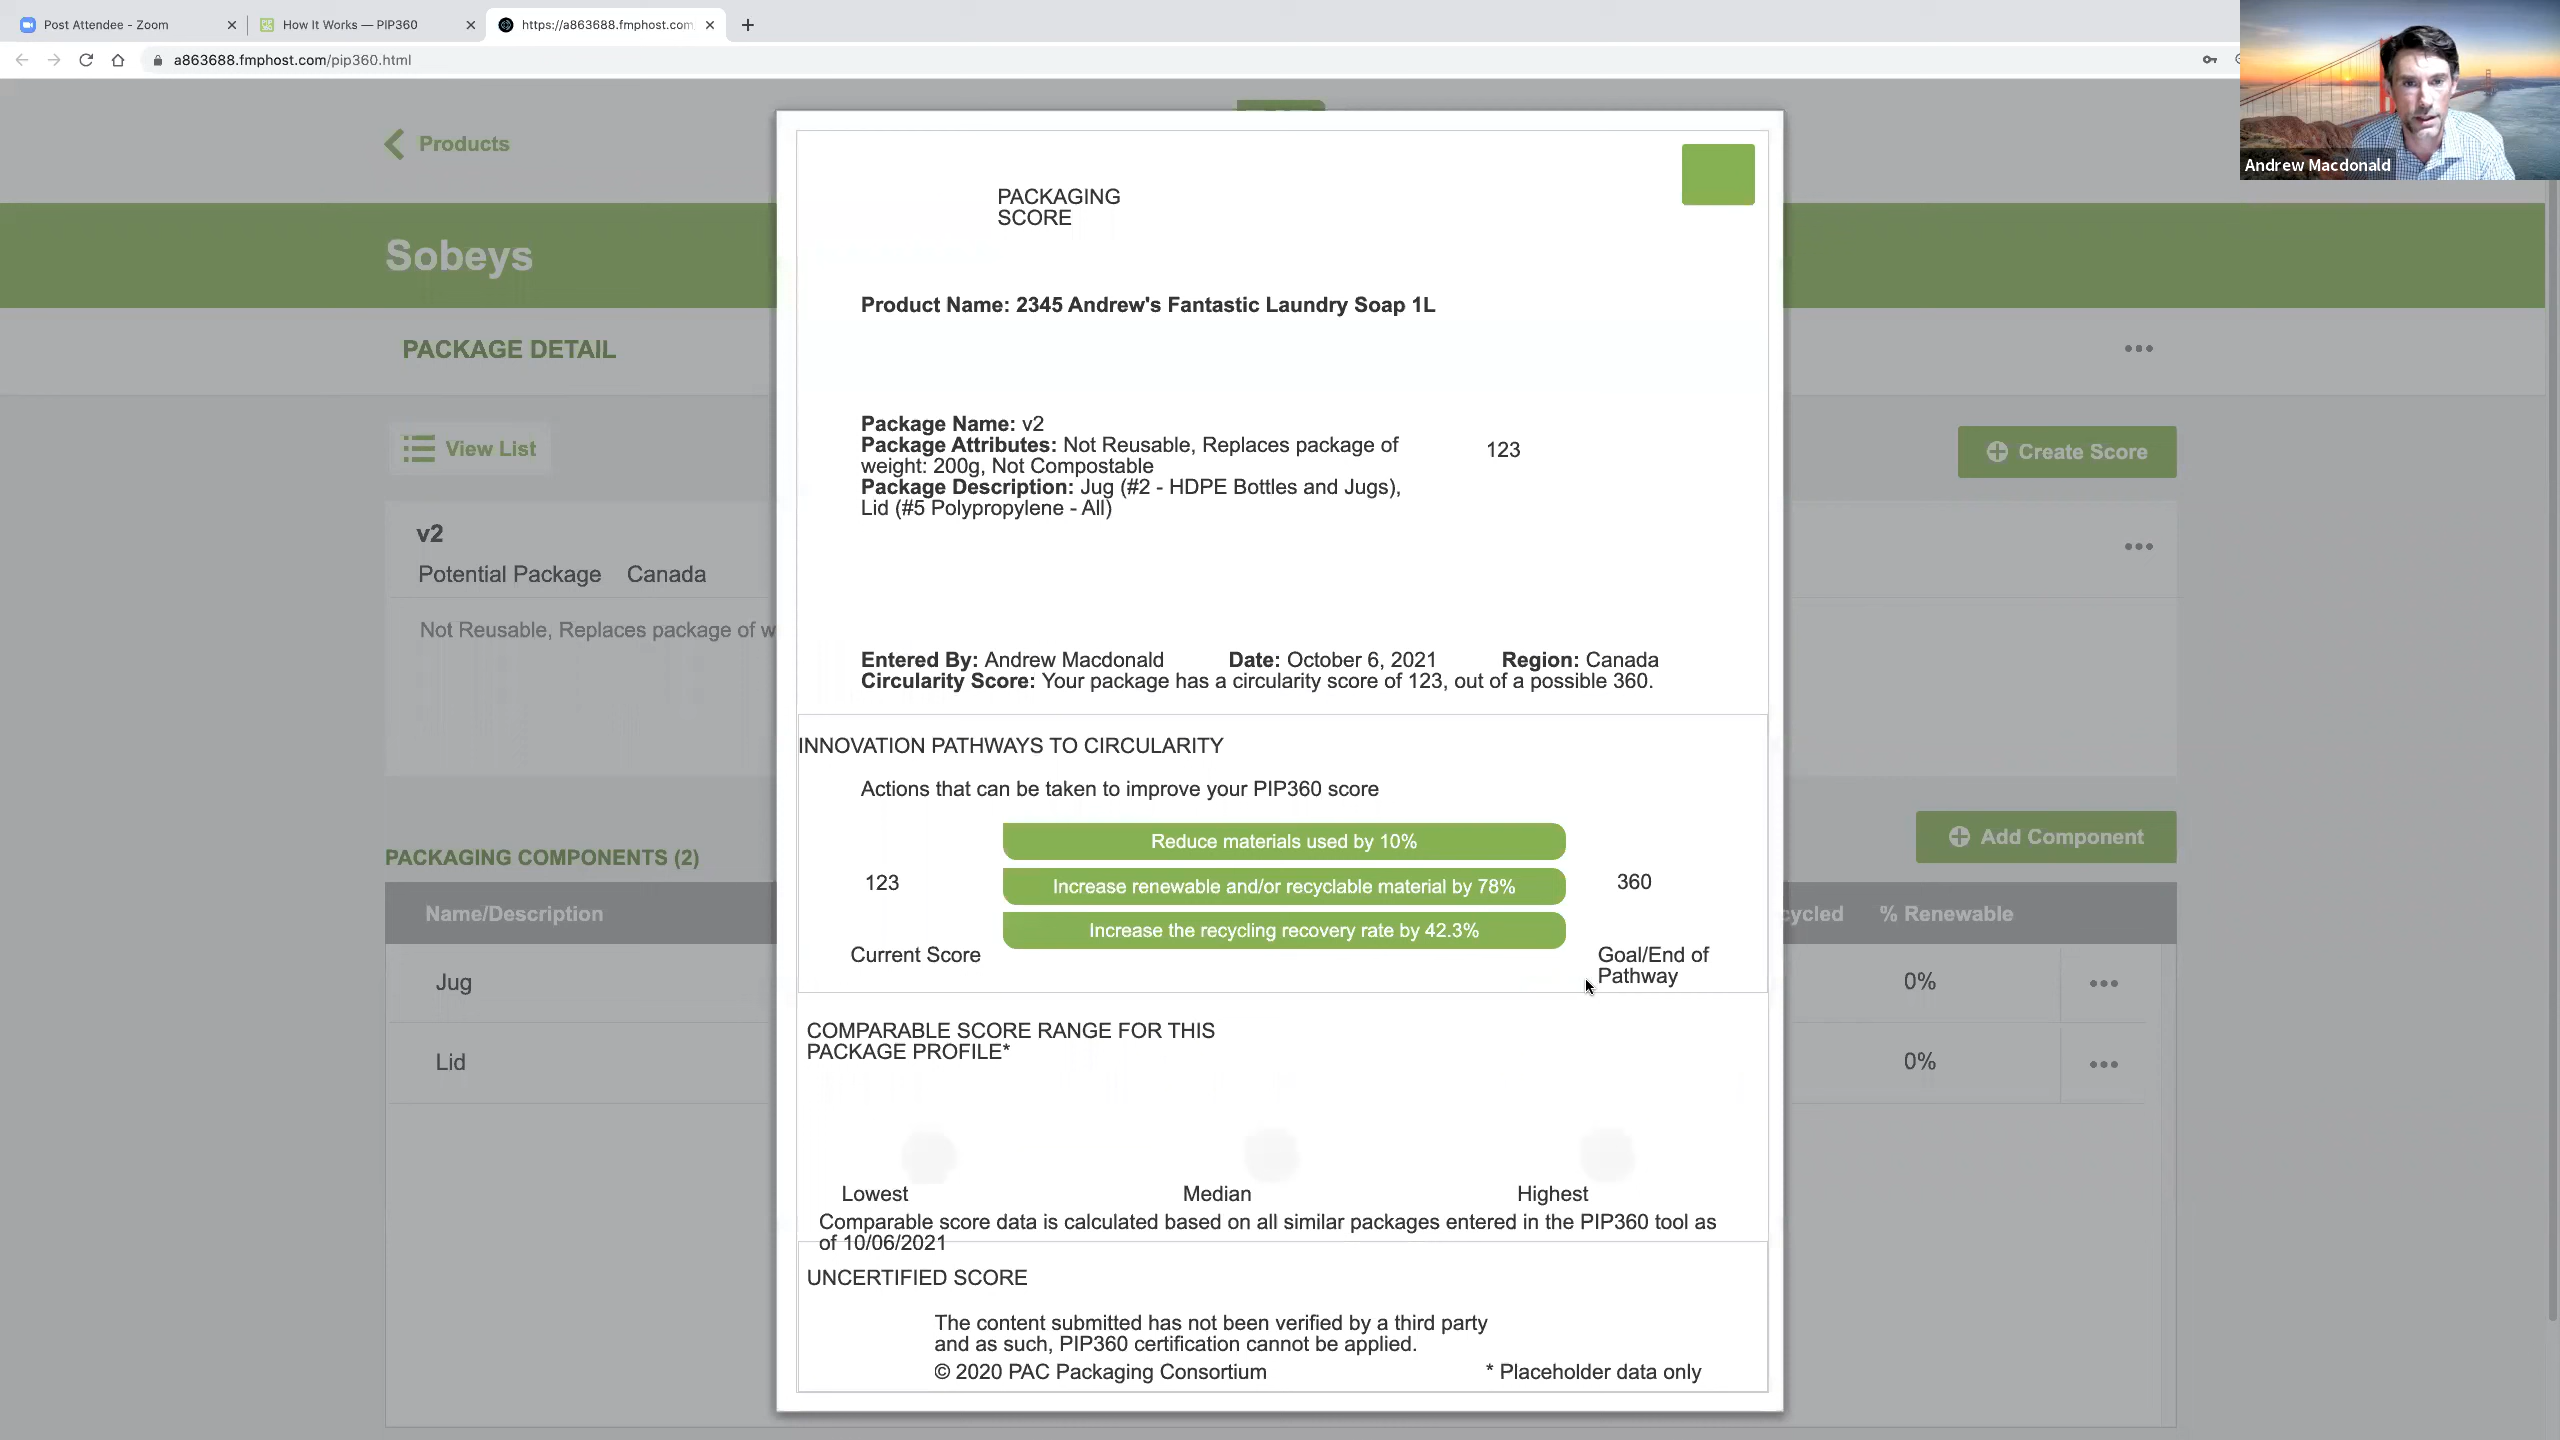 Post Attendee - Zoom
How It Works — PIP360
https://a863688.fmphost.com
a863688.fmphost.com/pip360.html
Andrew Macdonald
Products
Sobeys
PACKAGE DETAIL
View List
Create Score
v2
Potential Package Canada
Not Reusable, Replaces package of w
PACKAGING COMPONENTS (2)
Add Component
Name/Description
cycled % Renewable
Jug
0%
Lid
0%
PACKAGING
SCORE
Product Name: 2345 Andrew's Fantastic Laundry Soap 1L
Package Name: v2
Package Attributes: Not Reusable, Replaces package of
weight: 200g, Not Compostable
Package Description: Jug (#2 - HDPE Bottles and Jugs),
Lid (#5 Polypropylene - All)
123
Entered By: Andrew Macdonald Date: October 6, 2021 Region: Canada
Circularity Score: Your package has a circularity score of 123, out of a possible 360.
INNOVATION PATHWAYS TO CIRCULARITY
Actions that can be taken to improve your PIP360 score
Reduce materials used by 10%
123
Increase renewable and/or recyclable material by 78%
360
Increase the recycling recovery rate by 42.3%
Current Score
Goal/End of
Pathway
COMPARABLE SCORE RANGE FOR THIS
PACKAGE PROFILE*
Lowest Median Highest
Comparable score data is calculated based on all similar packages entered in the PIP360 tool as
of 10/06/2021
UNCERTIFIED SCORE
The content submitted has not been verified by a third party
and as such, PIP360 certification cannot be applied.
© 2020 PAC Packaging Consortium * Placeholder data only